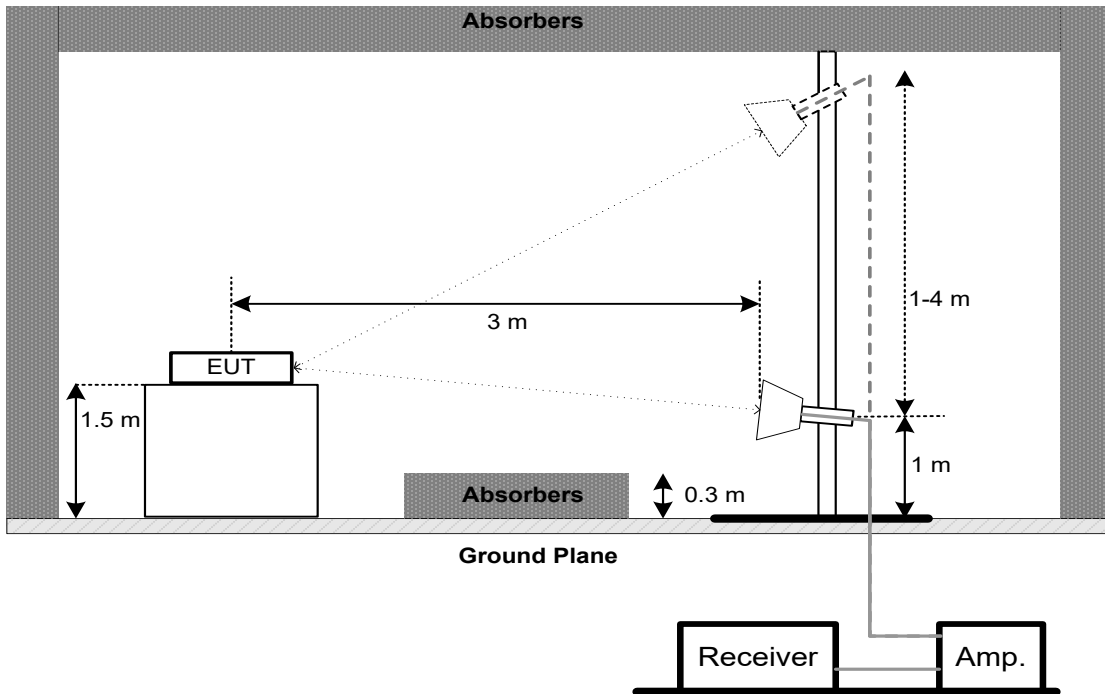 Absorbers
1-4 m
3 m
EUT
1.5 m
1 m
Absorbers
0.3 m
Ground Plane
Receiver
Amp.